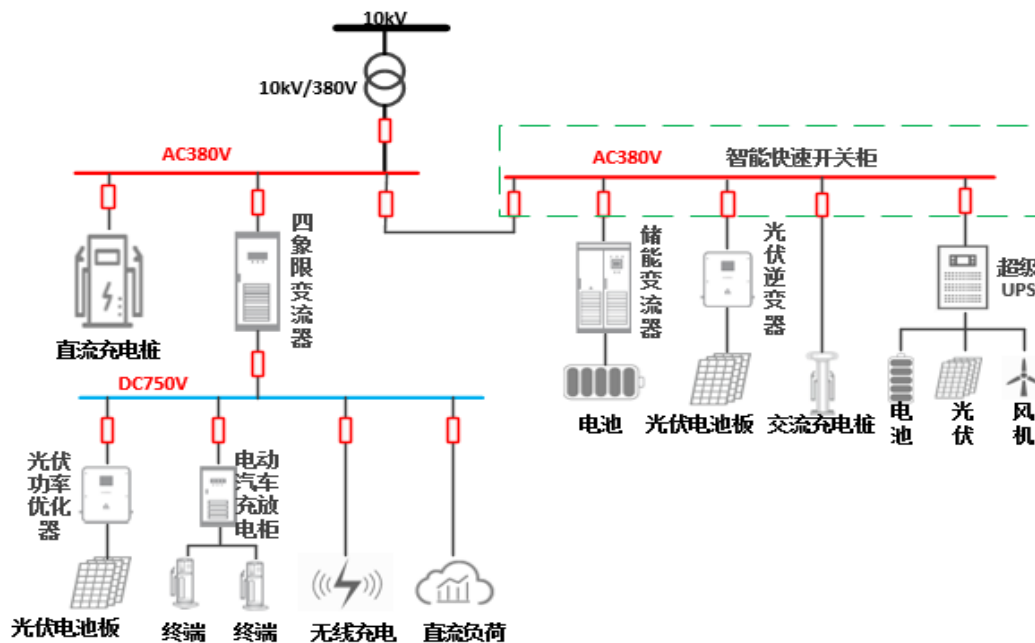 10kV
10kV/380V
AC380V
AC380V
智能快速开关柜
四象限变流器
储能变流器
光伏逆变器
超级
UPS
直流充电桩
电池
光伏电池板
交流充电桩
电池
光伏
风机
DC750V
光伏
功率
优化
器
电动
汽车
充放
电柜
光伏电池板
终端
终端
无线充电
直流负荷